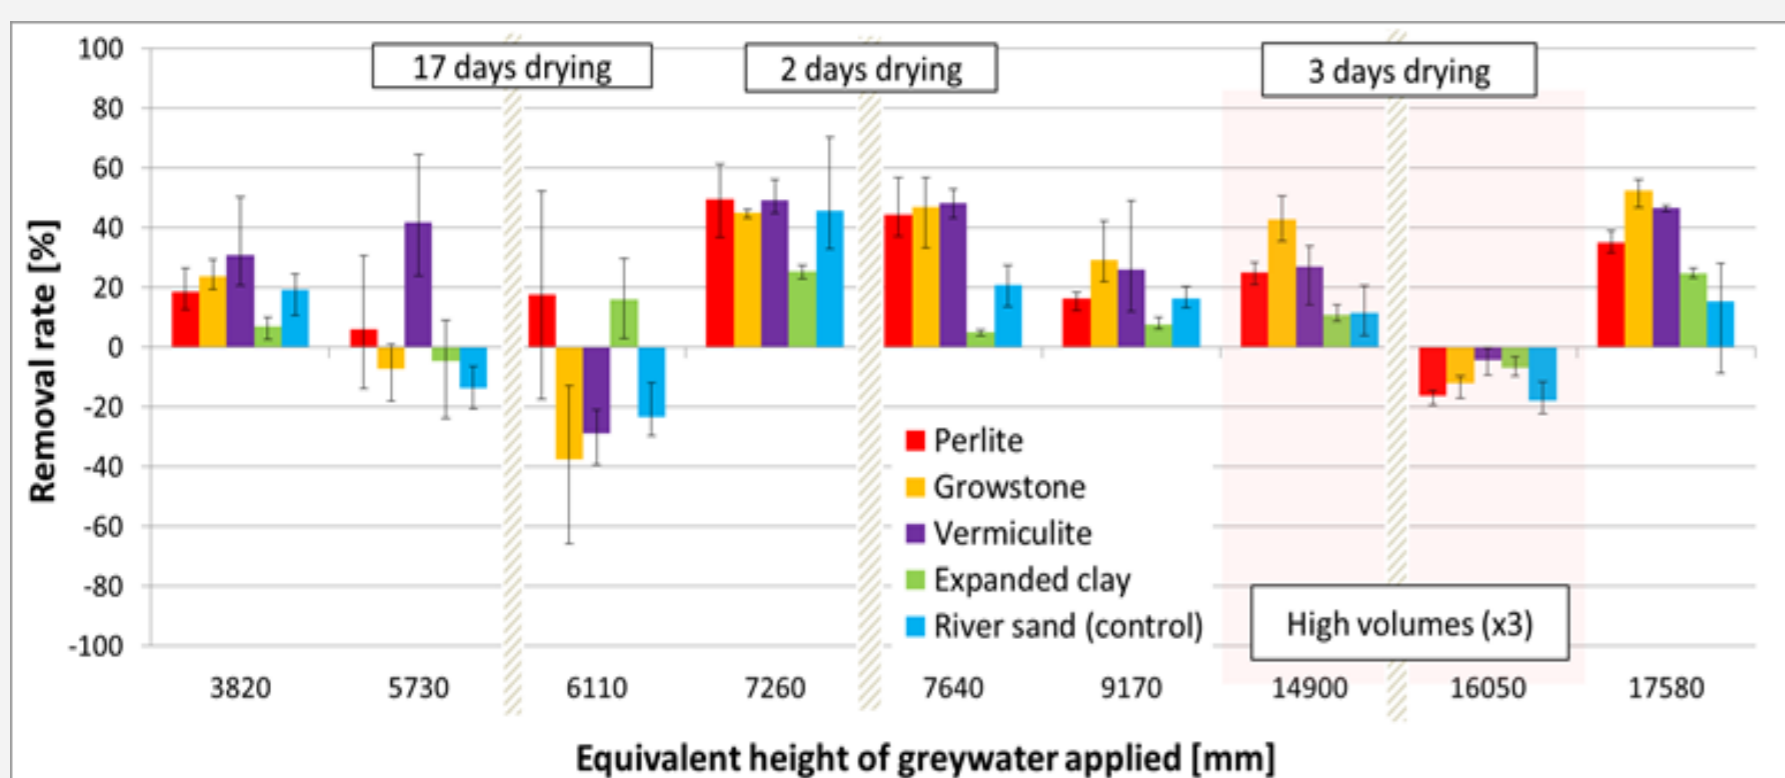 17 days drying
2 days drying
3 days drying
100
80
60
40
20
0
-20
-40
-60
-80
-100
Removal rate [%]
Perlite
Growstone
Vermiculite
Expanded clay
River sand (control)
High volumes (x3)
3820 5730 6110 7260 7640 9170 14900 16050 17580
Equivalent height of greywater applied [mm]